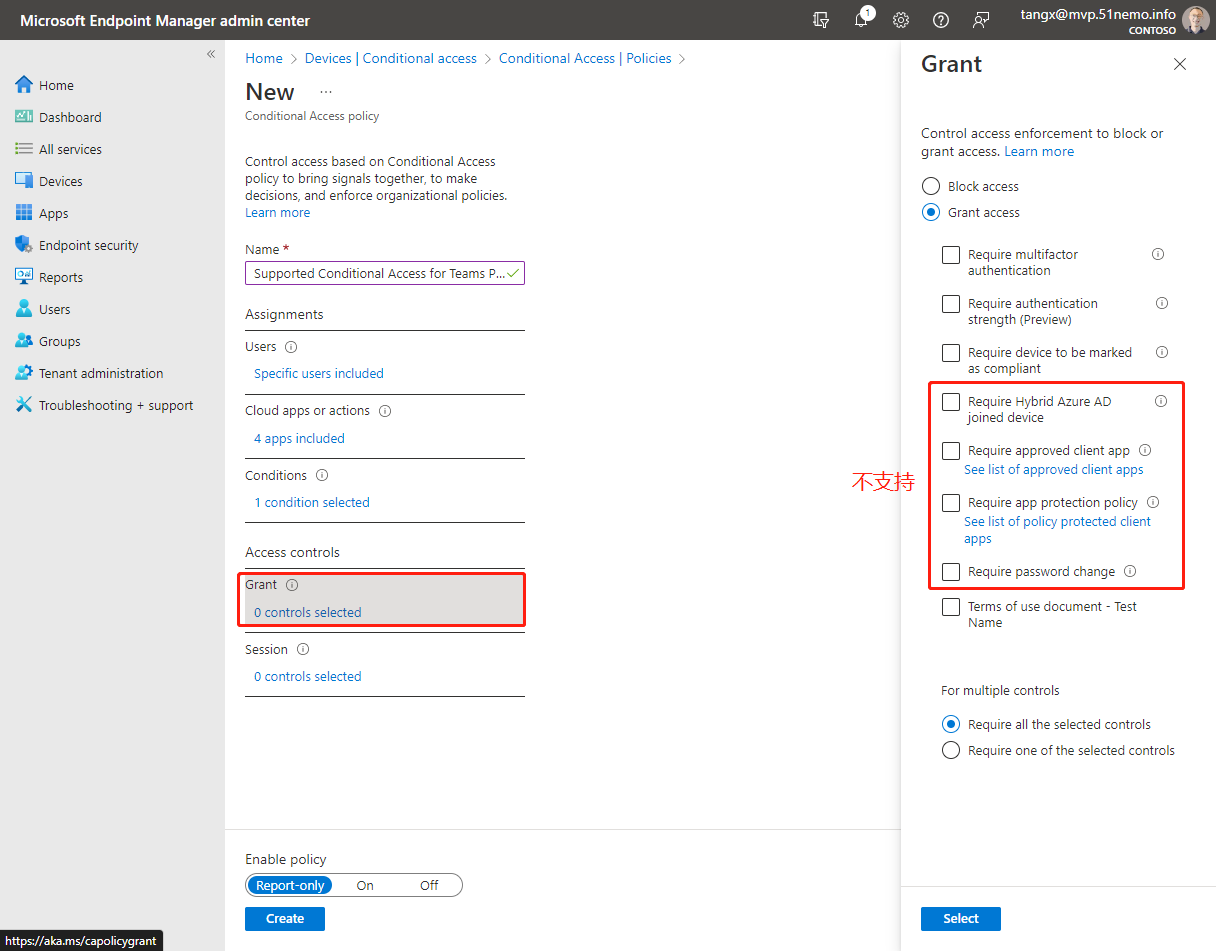 Microsoft Endpoint Manager admin center
1
tangx@mvp.51nemo.info
CONTOSO
«
Home
Dashboard
All services
Devices
Apps
Endpoint security
Reports
Users
Groups
Tenant administration
Troubleshooting + support
Home > Devices | Conditional access > Conditional Access | Policies >
New ...
Conditional Access policy
Control access based on Conditional Access
policy to bring signals together, to make
decisions, and enforce organizational policies.
Learn more
Name *
Supported Conditional Access for Teams P...
Assignments
Users
Specific users included
Cloud apps or actions
4 apps included
Conditions
1 condition selected
Access controls
Grant
0 controls selected
Session
0 controls selected
Enable policy
Report-only On Off
Create
https://aka.ms/capolicygrant
Grant
Control access enforcement to block or
grant access. Learn more
Block access
Grant access
Require multifactor
authentication
Require authentication
strength (Preview)
Require device to be marked
as compliant
不支持
Require Hybrid Azure AD
joined device
Require approved client app
See list of approved client apps
Require app protection policy
See list of policy protected client
apps
Require password change
Terms of use document - Test
Name
For multiple controls
Require all the selected controls
Require one of the selected controls
Select